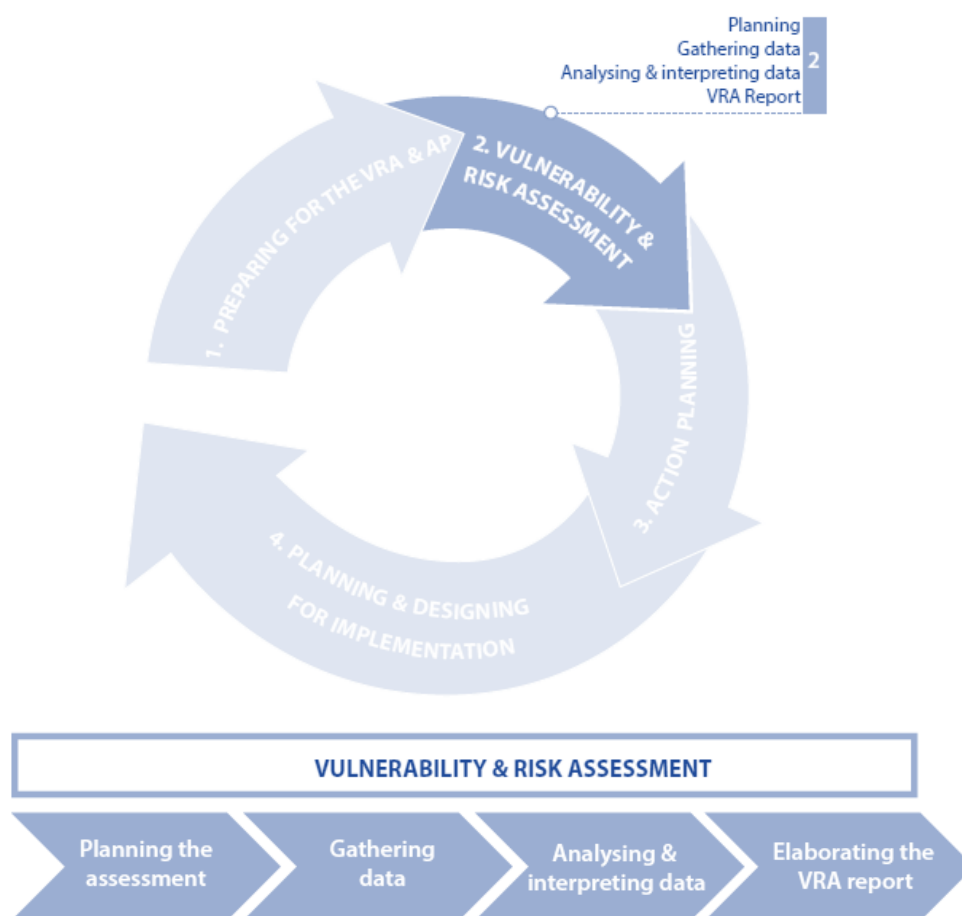 Planning
Gathering data
Analysing & interpreting data
VRA Report
2
1. PREPARING FOR THE VRA & AP
2. VULNERABILITY &
RISK ASSESSMENT
3. ACTION PLANNING
4. PLANNING & DESIGNING
FOR IMPLEMENTATION
VULNERABILITY & RISK ASSESSMENT
Planning the
assessment
Gathering
data
Analysing &
interpreting data
Elaborating the
VRA report